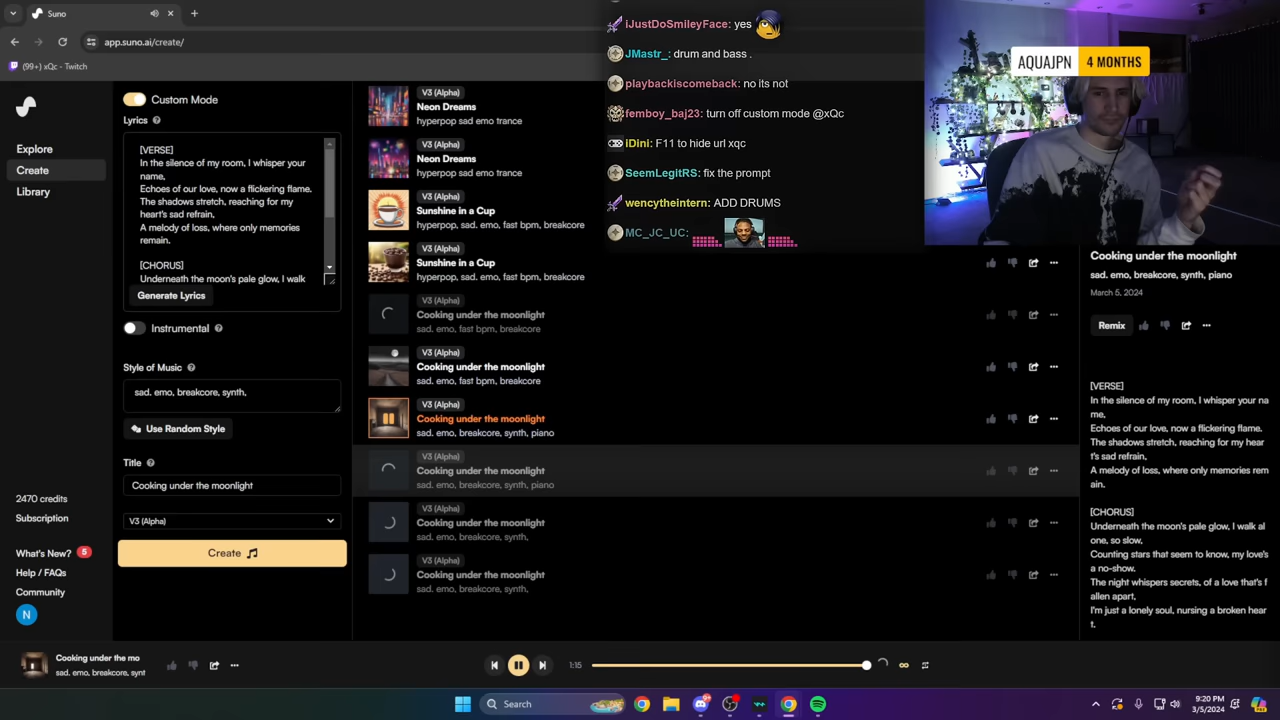 Suno
app.suno.ai/create/
(99+) xQc - Twitch
Explore
Create
Library
2470 credits
Subscription
What's New? 5
Help / FAQs
Community
N
Custom Mode
Lyrics
[VERSE]
In the silence of my room, I whisper your
name,
Echoes of our love, now a flickering flame.
The shadows stretch, reaching for my
heart's sad refrain,
A melody of loss, where only memories
remain.
[CHORUS]
Underneath the moon's pale glow, I walk
Generate Lyrics
Instrumental
Style of Music
sad. emo, breakcore, synth,
Use Random Style
Title
Cooking under the moonlight
V3 (Alpha)
Create
V3 (Alpha)
Neon Dreams
hyperpop sad emo trance
V3 (Alpha)
Neon Dreams
hyperpop sad emo trance
V3 (Alpha)
Sunshine in a Cup
hyperpop, sad. emo, fast bpm, breakcore
V3 (Alpha)
Sunshine in a Cup
hyperpop, sad. emo, fast bpm, breakcore
V3 (Alpha)
Cooking under the moonlight
sad. emo, fast bpm, breakcore
V3 (Alpha)
Cooking under the moonlight
sad. emo, fast bpm, breakcore
V3 (Alpha)
Cooking under the moonlight
sad. emo, breakcore, synth, piano
V3 (Alpha)
Cooking under the moonlight
sad. emo, breakcore, synth, piano
V3 (Alpha)
Cooking under the moonlight
sad. emo, breakcore, synth,
V3 (Alpha)
Cooking under the moonlight
sad. emo, breakcore, synth,
iJustDoSmileyFace: yes
JMastr_: drum and bass .
playbackiscomeback: no its not
femboy_baj23: turn off custom mode @xQc
iDini: F11 to hide url xqc
SeemLegitRS: fix the prompt
wencytheintern: ADD DRUMS
MC_JC_UC:
AQUAJPN 4 MONTHS
Cooking under the moonlight
sad. emo, breakcore, synth, piano
March 5, 2024
Remix
[VERSE]
In the silence of my room, I whisper your na
me,
Echoes of our love, now a flickering flame.
The shadows stretch, reaching for my hear
t's sad refrain,
A melody of loss, where only memories rem
ain.
[CHORUS]
Underneath the moon's pale glow, I walk al
one, so slow,
Counting stars that seem to know, my love's
a no-show.
The night whispers secrets, of a love that's f
allen apart,
I'm just a lonely soul, nursing a broken hear
t.
Cooking under the mo
sad. emo, breakcore, synt
1:15
Search
9:20 PM
3/5/2024